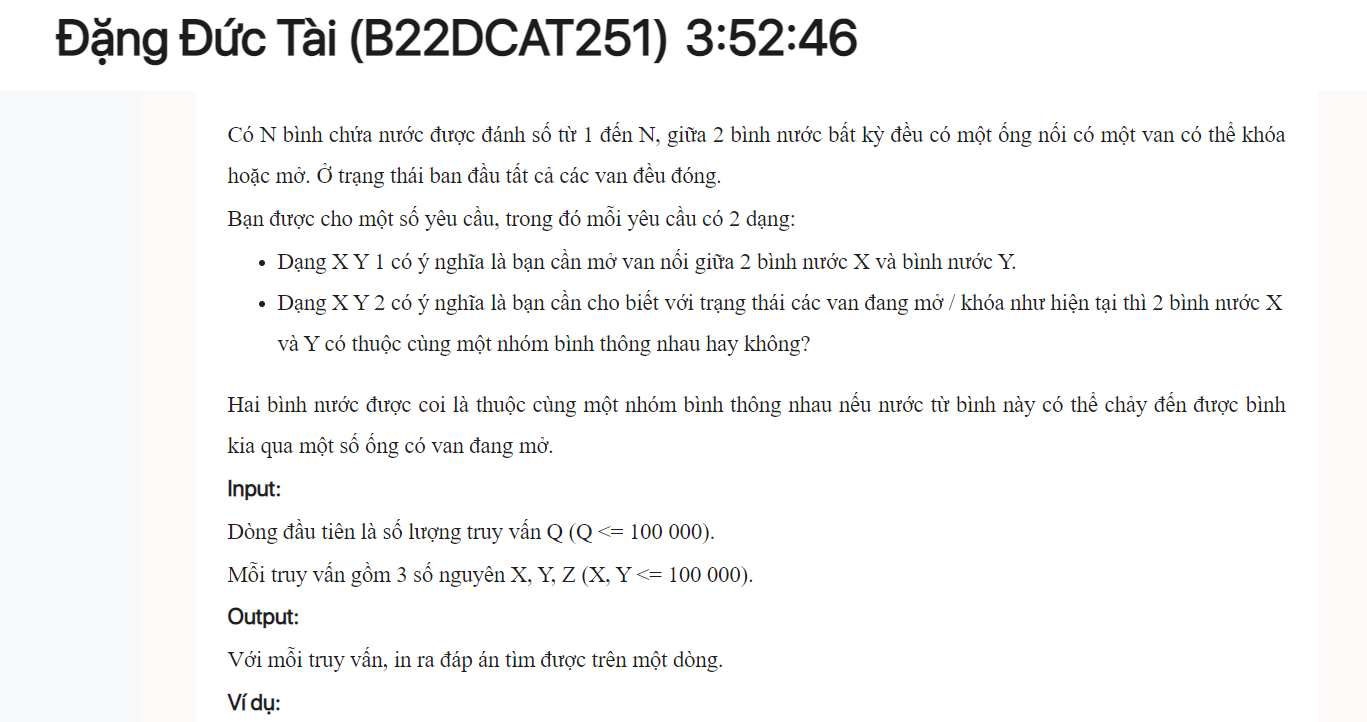 Đặng Đức Tài (B22DCAT251) 3:52:46
Có N bình chứa nước được đánh số từ 1 đến N, giữa 2 bình nước bất kỳ đều có một ống nối có một van có thể khóa
hoặc mở. Ở trạng thái ban đầu tất cả các van đều đóng.
Bạn được cho một số yêu cầu, trong đó mỗi yêu cầu có 2 dạng:
• Dạng X Y 1 có ý nghĩa là bạn cần mở van nối giữa 2 bình nước X và bình nước Y.
• Dạng X Y 2 có ý nghĩa là bạn cần cho biết với trạng thái các van đang mở / khóa như hiện tại thì 2 bình nước X
và Y có thuộc cùng một nhóm bình thông nhau hay không?
Hai bình nước được coi là thuộc cùng một nhóm bình thông nhau nếu nước từ bình này có thể chảy đến được bình
kia qua một số ống có van đang mở.
Input:
Dòng đầu tiên là số lượng truy vấn Q (Q <= 100 000).
Mỗi truy vấn gồm 3 số nguyên X, Y, Z (X, Y <= 100 000).
Output:
Với mỗi truy vấn, in ra đáp án tìm được trên một dòng.
Ví dụ: